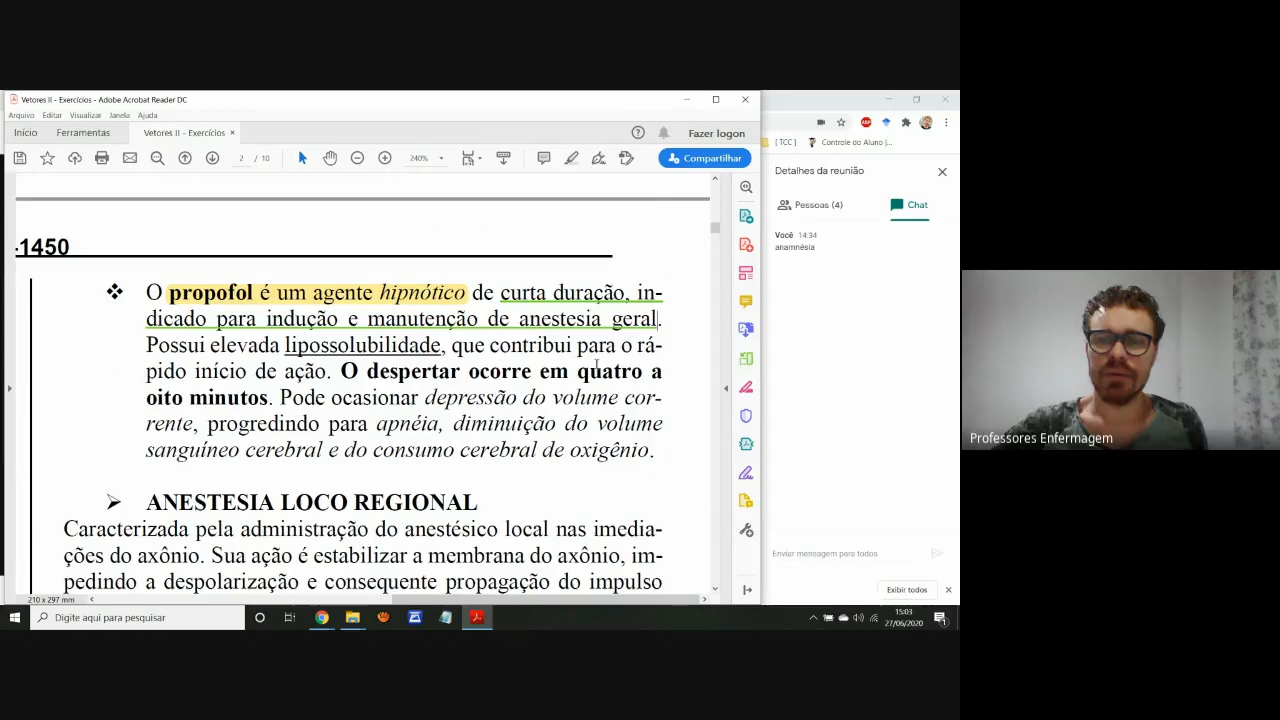 Vetores II - Exercícios - Adobe Acrobat Reader DC
Arquivo Editar Visualizar Janela Ajuda
Início Ferramentas Vetores II - Exercícios × Fazer logon
2 / 10 240% Compartilhar
-1450
❖ O propofol é um agente hipnótico de curta duração, in-
dicado para indução e manutenção de anestesia geral.
Possui elevada lipossolubilidade, que contribui para o rá-
pido início de ação. O despertar ocorre em quatro a
oito minutos. Pode ocasionar depressão do volume cor-
rente, progredindo para apnéia, diminuição do volume
sanguíneo cerebral e do consumo cerebral de oxigênio.
➢ ANESTESIA LOCO REGIONAL
Caracterizada pela administração do anestésico local nas imedia-
ções do axônio. Sua ação é estabilizar a membrana do axônio, im-
pedindo a despolarização e consequente propagação do impulso
210 x 297 mm
ABP
[ TCC ] Controle do Aluno |...
Detalhes da reunião
Pessoas (4) Chat
Você 14:34
anamnésia
Enviar mensagem para todos
Exibir todos
Professores Enfermagem
Digite aqui para pesquisar
15:03
27/06/2020
1